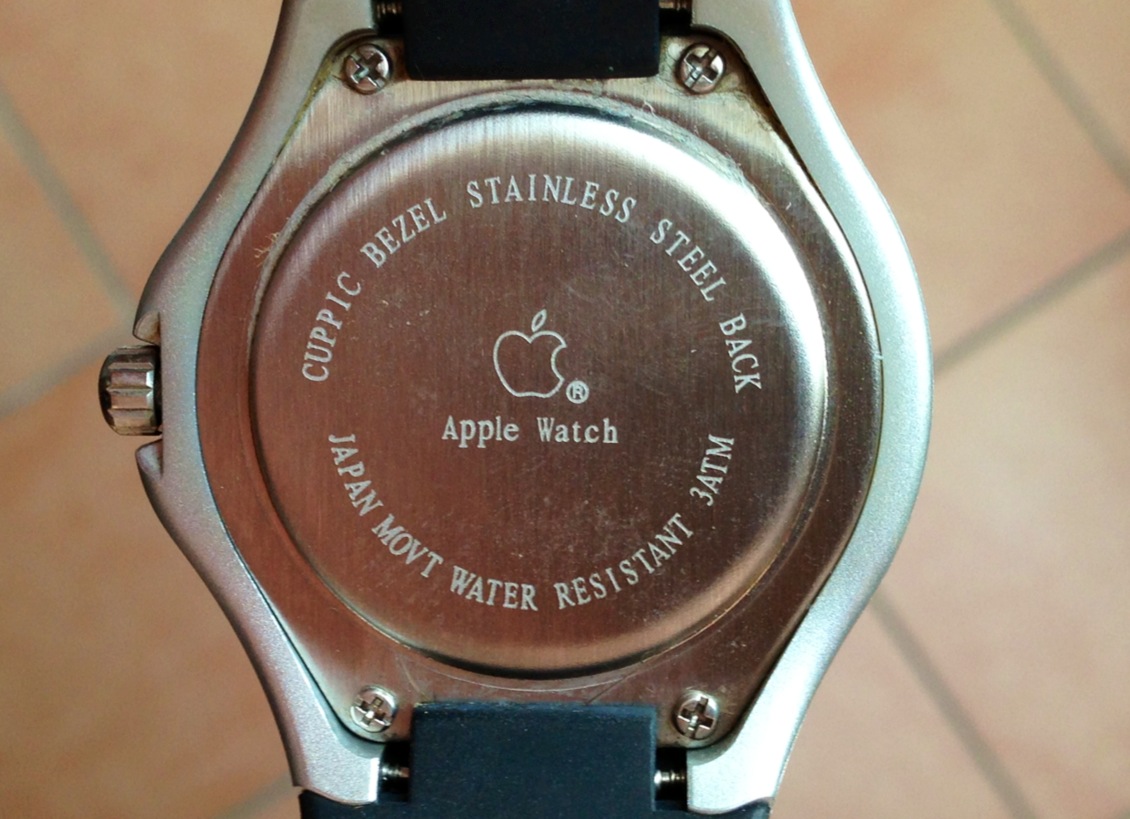 CUPPIC BEZEL STAINLESS STEEL BACK
®
Apple Watch
JAPAN MOVT WATER RESISTANT 3ATM